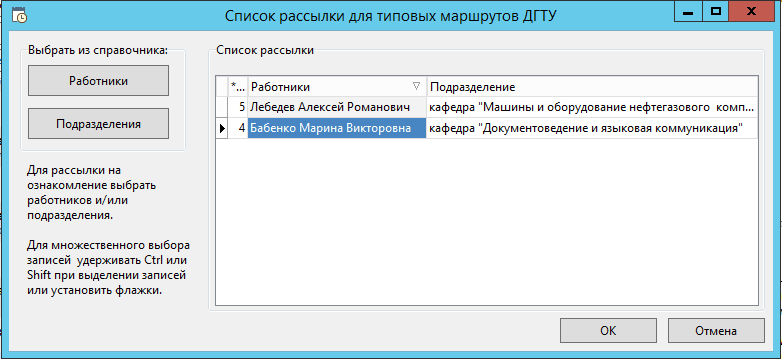 Список рассылки для типовых маршрутов ДГТУ
Выбрать из справочника:
Работники
Подразделения
Для рассылки на
ознакомление выбрать
работников и/или
подразделения.
Для множественного выбора
записей удерживать Ctrl или
Shift при выделении записей
или установить флажки.
Список рассылки
*... Работники Подразделение
5 Лебедев Алексей Романович кафедра "Машины и оборудование нефтегазового комп...
4 Бабенко Марина Викторовна кафедра "Документоведение и языковая коммуникация"
ОК Отмена